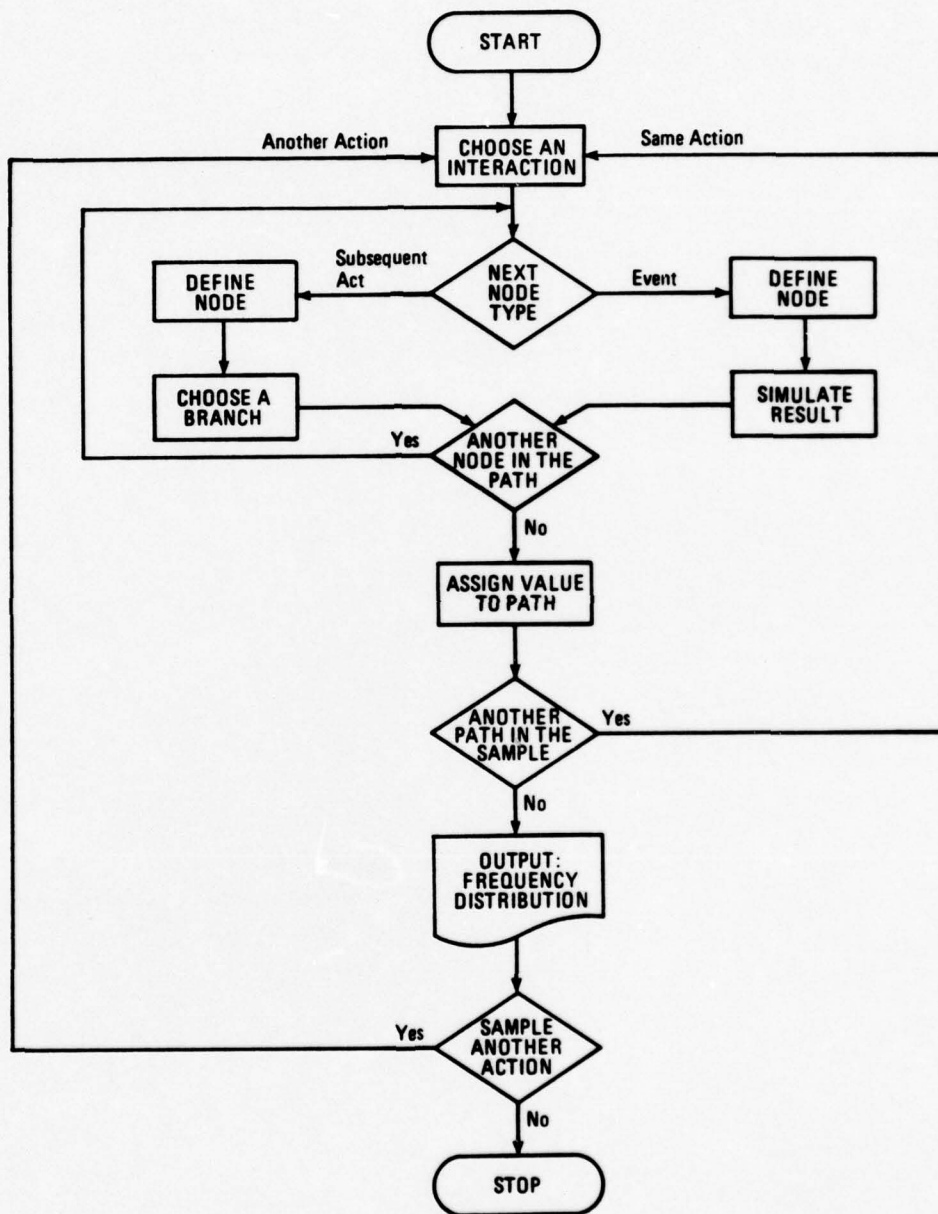 START
Another Action
CHOOSE AN
INTERACTION
Same Action
Subsequent
Act
NEXT
NODE
TYPE
Event
DEFINE
NODE
DEFINE
NODE
CHOOSE A
BRANCH
SIMULATE
RESULT
Yes
ANOTHER
NODE IN THE
PATH
No
ASSIGN VALUE
TO PATH
ANOTHER
PATH IN THE
SAMPLE
Yes
No
OUTPUT:
FREQUENCY
DISTRIBUTION
Yes
SAMPLE
ANOTHER
ACTION
No
STOP